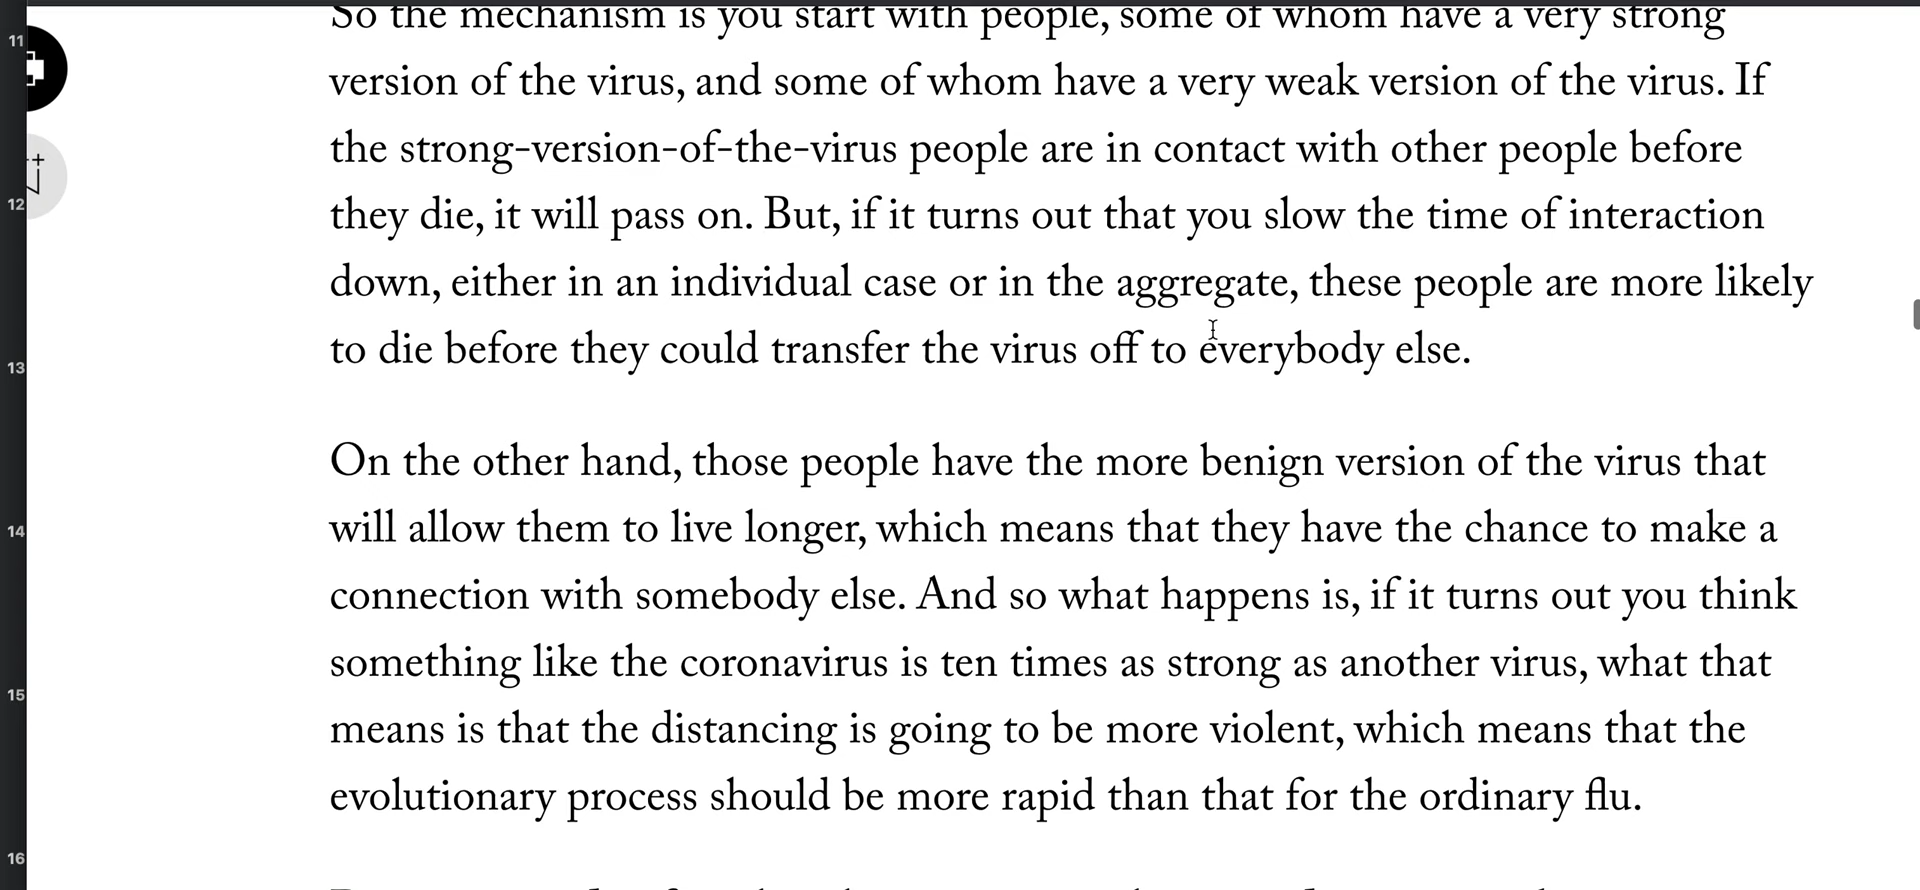 11
So the mechanism is you start with people, some of whom have a very strong
version of the virus, and some of whom have a very weak version of the virus. If
the strong-version-of-the-virus people are in contact with other people before
12
they die, it will pass on. But, if it turns out that you slow the time of interaction
down, either in an individual case or in the aggregate, these people are more likely
13
to die before they could transfer the virus off to everybody else.
On the other hand, those people have the more benign version of the virus that
14
will allow them to live longer, which means that they have the chance to make a
connection with somebody else. And so what happens is, if it turns out you think
something like the coronavirus is ten times as strong as another virus, what that
15
means is that the distancing is going to be more violent, which means that the
evolutionary process should be more rapid than that for the ordinary flu.
16